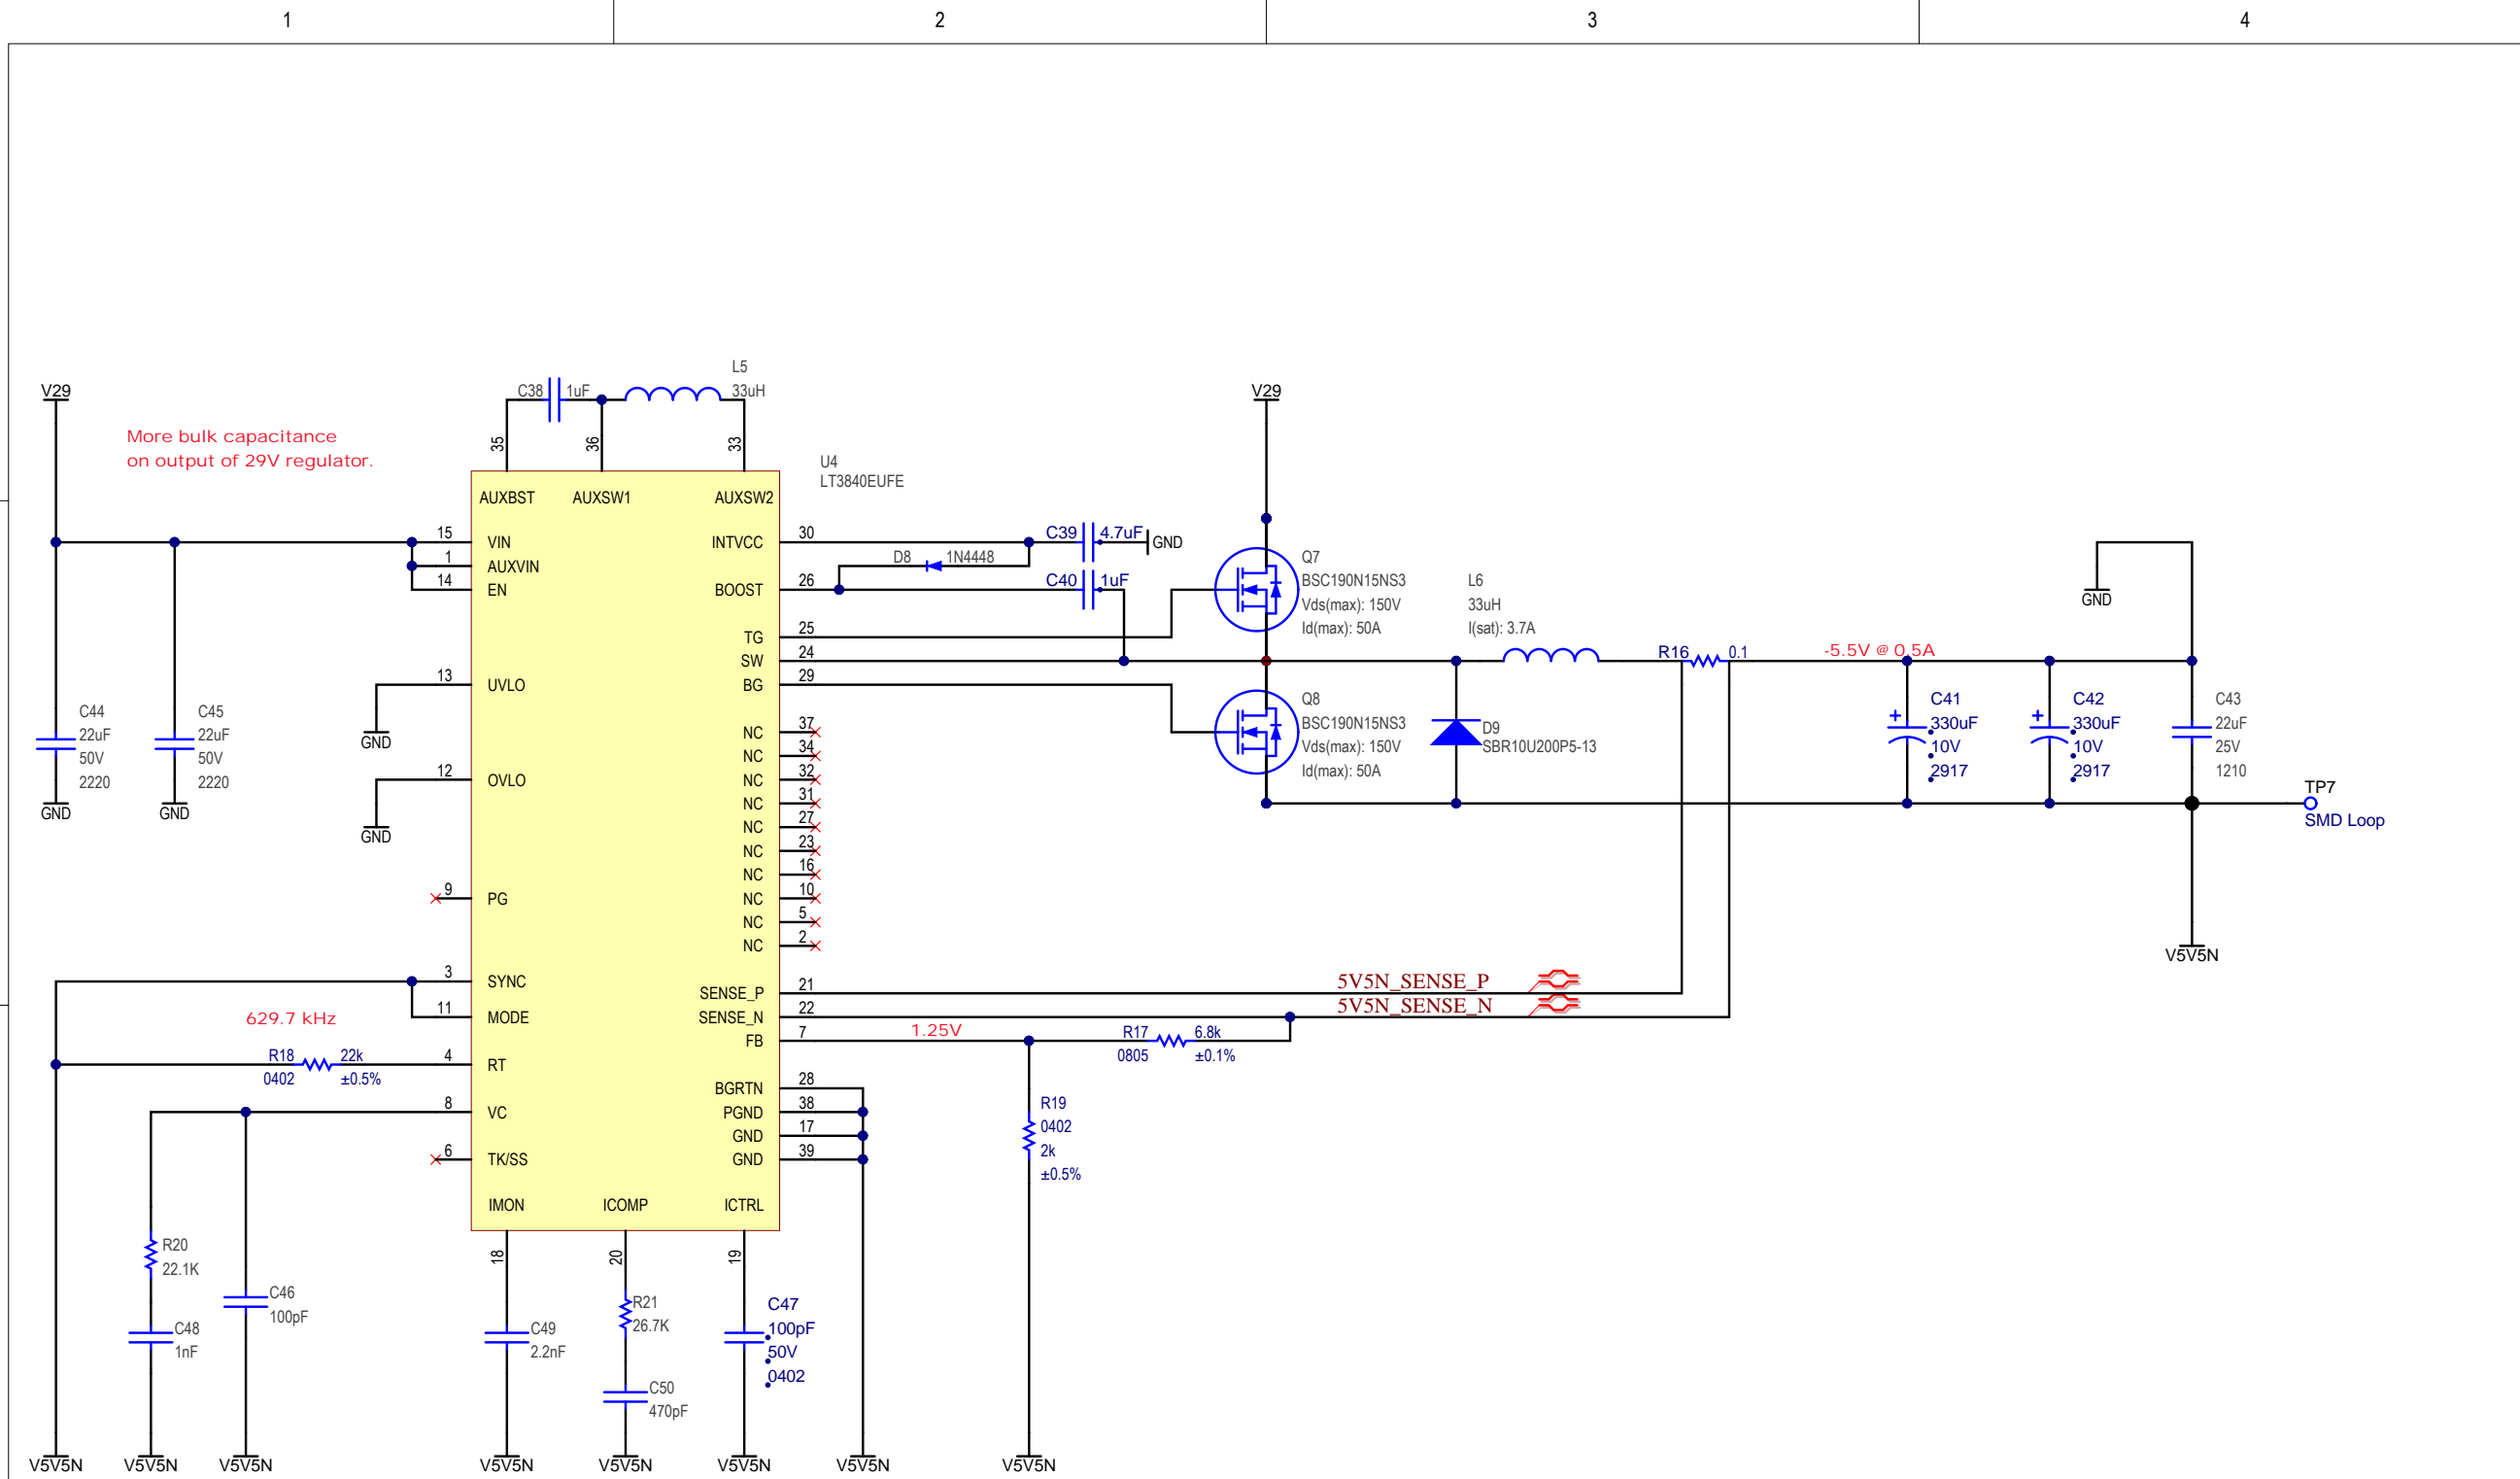 1
2
3
4
V29
More bulk capacitance
on output of 29V regulator.
C38
1uF
L5
33uH
35
36
33
U4
LT3840EUFE
AUXBST
AUXSW1
AUXSW2
15
VIN
1
AUXVIN
14
EN
13
UVLO
GND
12
OVLO
GND
9
PG
3
SYNC
11
MODE
629.7 kHz
R18
22k
0402
±0.5%
4
RT
8
VC
6
TK/SS
C44
22uF
50V
2220
GND
C45
22uF
50V
2220
GND
INTVCC
30
BOOST
26
TG
25
SW
24
BG
29
NC
37
NC
34
NC
32
NC
31
NC
27
NC
23
NC
16
NC
10
NC
5
NC
2
SENSE_P
21
SENSE_N
22
FB
7
BGRTN
28
PGND
38
GND
17
GND
39
IMON
ICOMP
ICTRL
18
20
19
C39
4.7uF
GND
D8
1N4448
C40
1uF
V29
Q7
BSC190N15NS3
Vds(max): 150V
Id(max): 50A
Q8
BSC190N15NS3
Vds(max): 150V
Id(max): 50A
L6
33uH
I(sat): 3.7A
D9
SBR10U200P5-13
R16
0.1
-5.5V @ 0.5A
GND
C41
330uF
10V
2917
C42
330uF
10V
2917
C43
22uF
25V
1210
TP7
SMD Loop
V5V5N
5V5N_SENSE_P
5V5N_SENSE_N
1.25V
R17
6.8k
0805
±0.1%
R19
0402
2k
±0.5%
R20
22.1K
C48
1nF
C46
100pF
C49
2.2nF
R21
26.7K
C50
470pF
C47
100pF
50V
0402
V5V5N
V5V5N
V5V5N
V5V5N
V5V5N
V5V5N
V5V5N
V5V5N